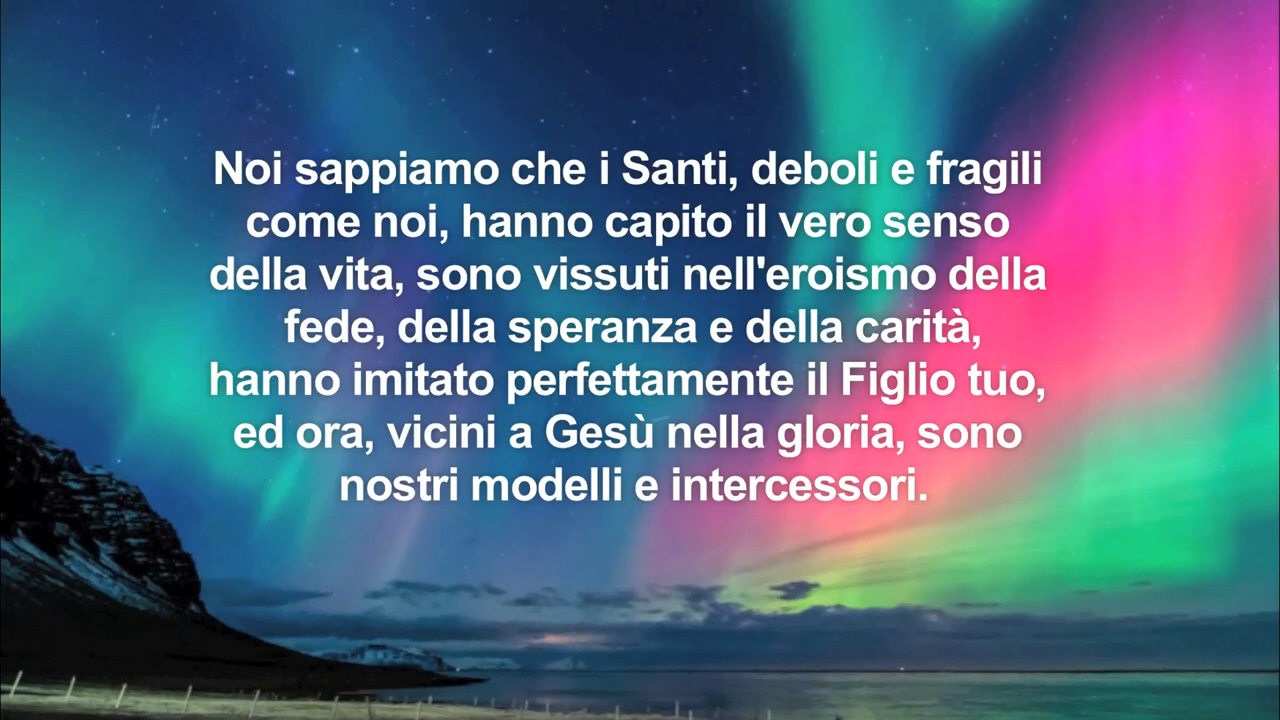 Noi sappiamo che i Santi, deboli e fragili
come noi, hanno capito il vero senso
della vita, sono vissuti nell'eroismo della
fede, della speranza e della carità,
hanno imitato perfettamente il Figlio tuo,
ed ora, vicini a Gesù nella gloria, sono
nostri modelli e intercessori.